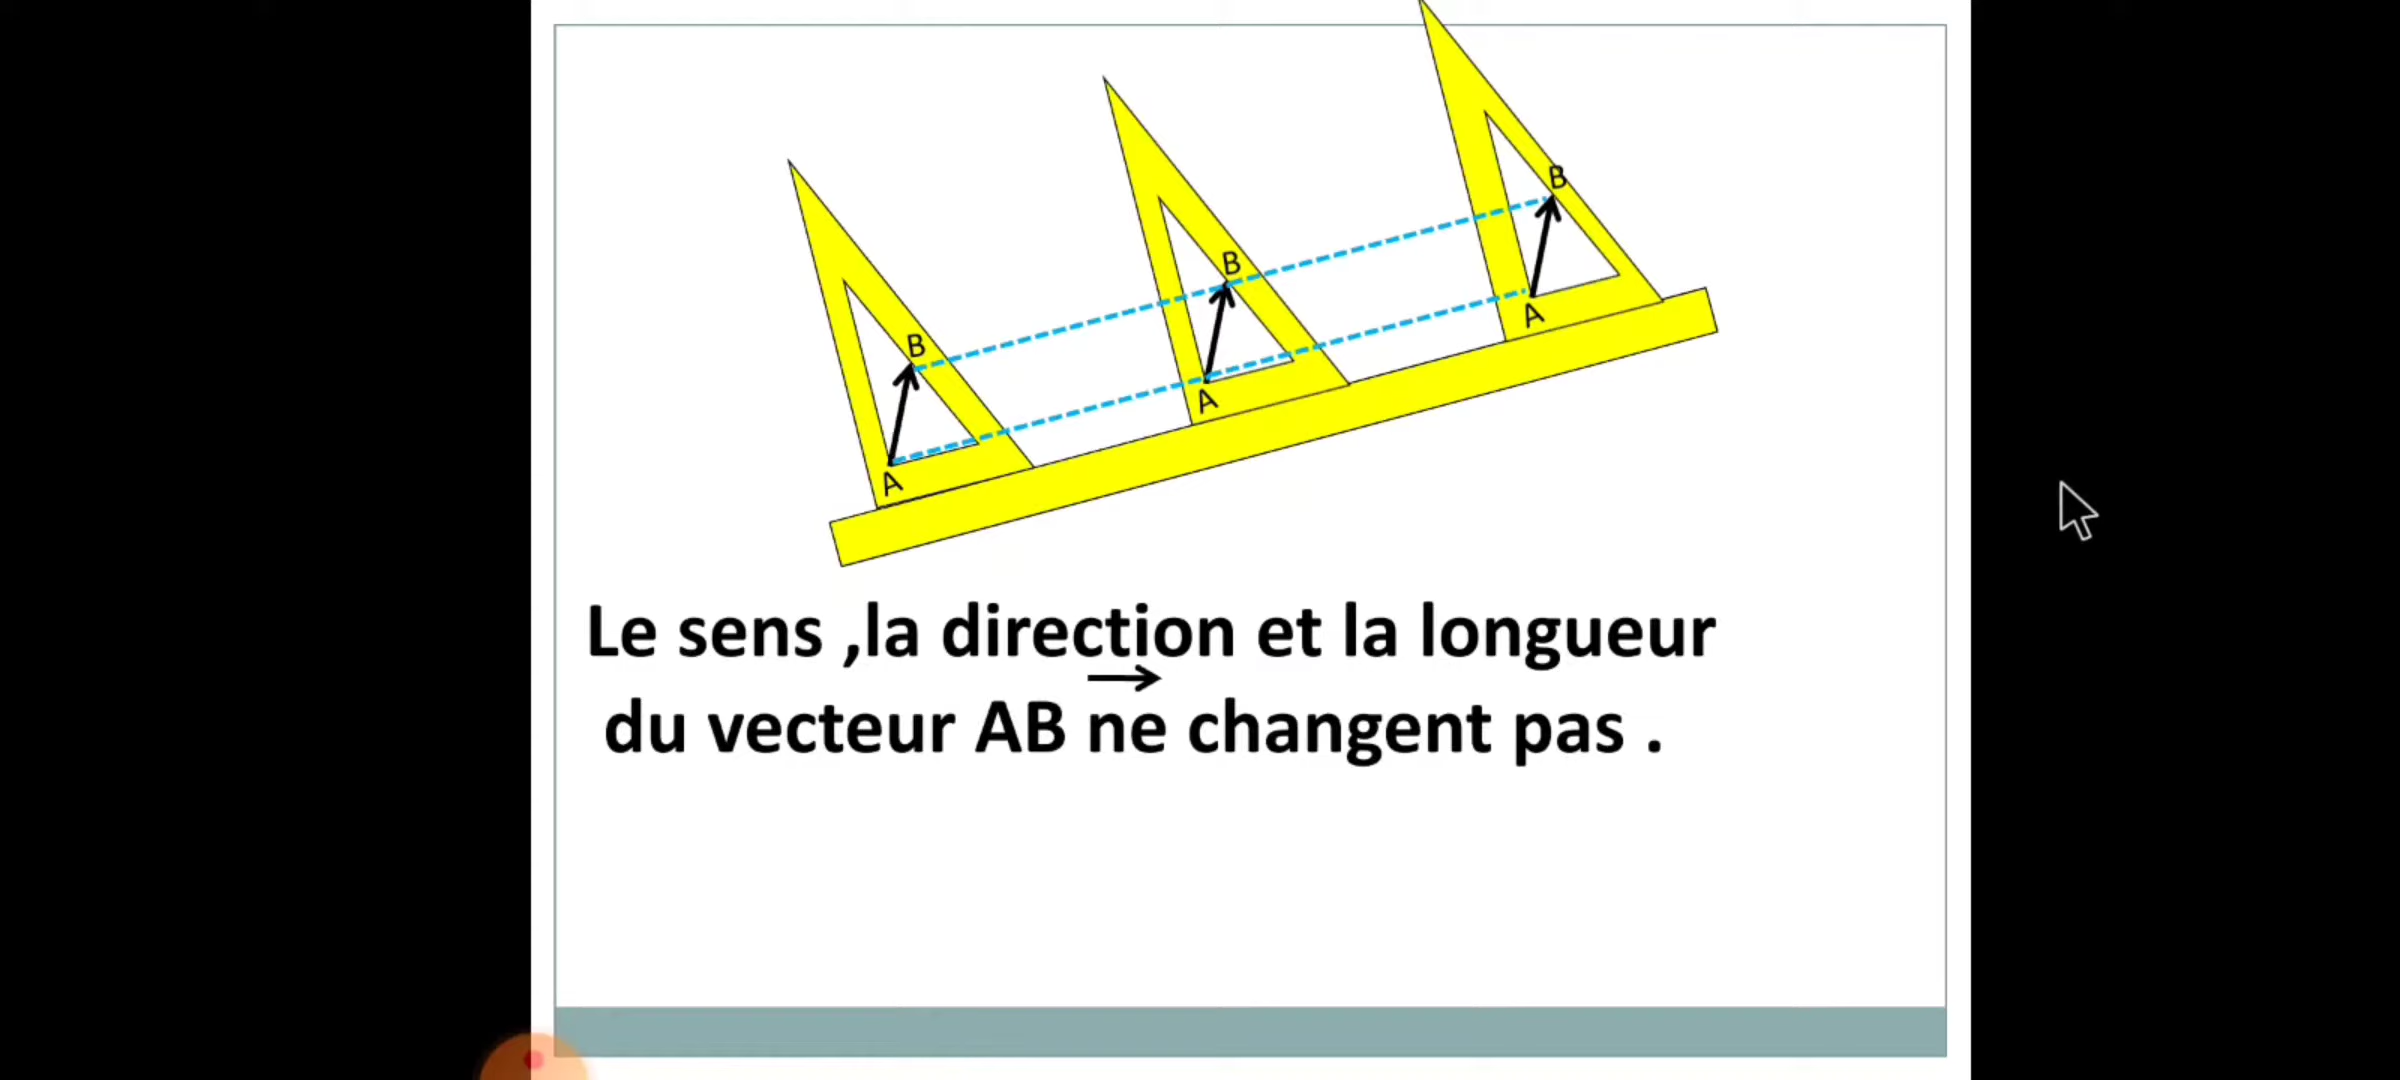 B
B
B
A
A
A
Le sens ,la direction et la longueur
du vecteur AB ne changent pas .